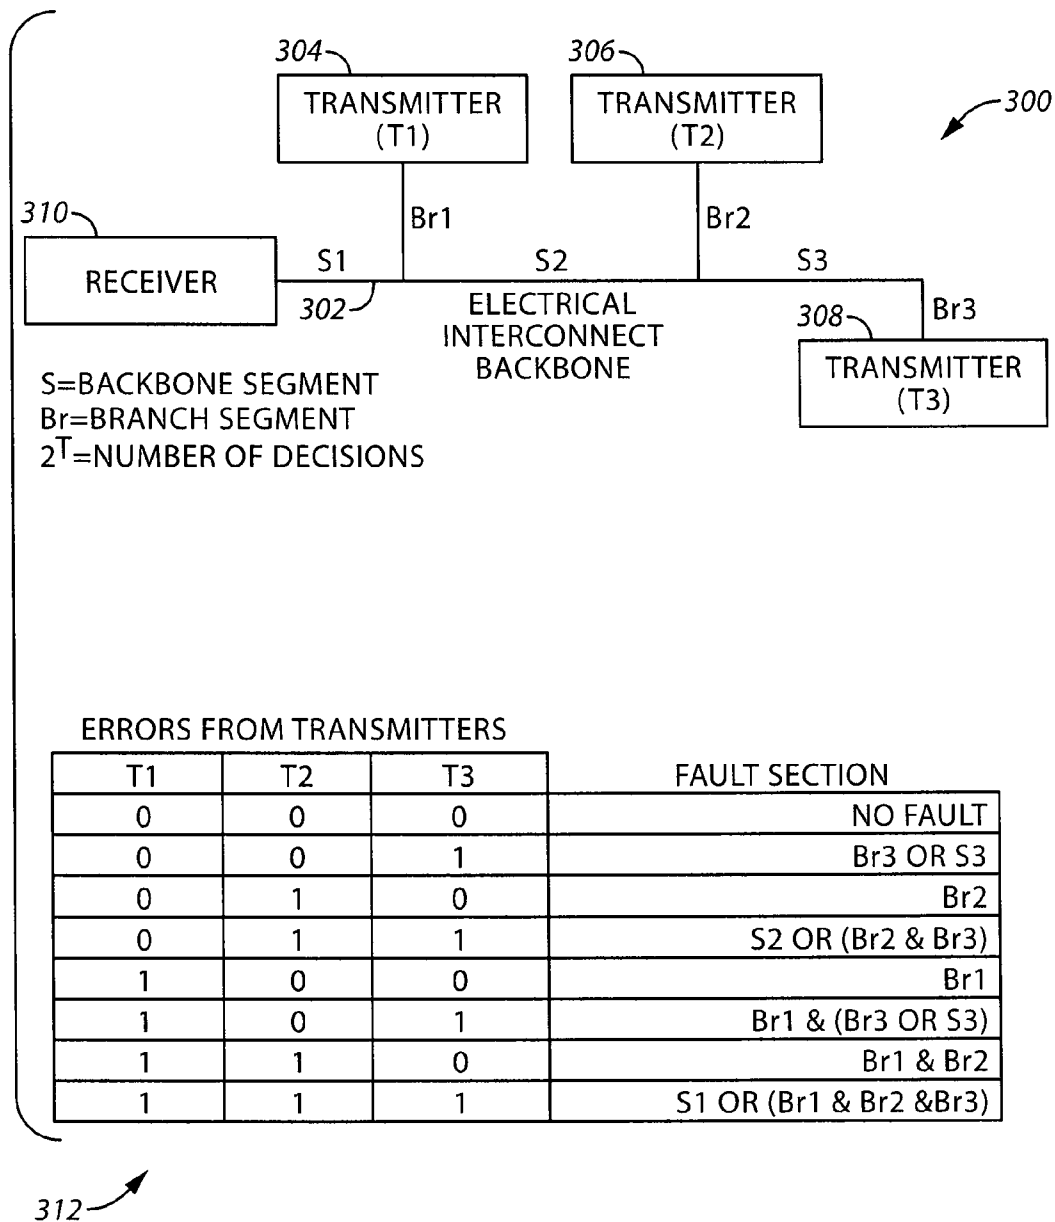 304
306
TRANSMITTER
(T1)
TRANSMITTER
(T2)
300
310
Br1
Br2
RECEIVER
S1
S2
S3
302
ELECTRICAL
INTERCONNECT
BACKBONE
308
Br3
TRANSMITTER
(T3)
S=BACKBONE SEGMENT
Br=BRANCH SEGMENT
2^T=NUMBER OF DECISIONS
ERRORS FROM TRANSMITTERS
T1 T2 T3 FAULT SECTION
0 0 0 NO FAULT
0 0 1 Br3 OR S3
0 1 0 Br2
0 1 1 S2 OR (Br2 & Br3)
1 0 0 Br1
1 0 1 Br1 & (Br3 OR S3)
1 1 0 Br1 & Br2
1 1 1 S1 OR (Br1 & Br2 &Br3)
312